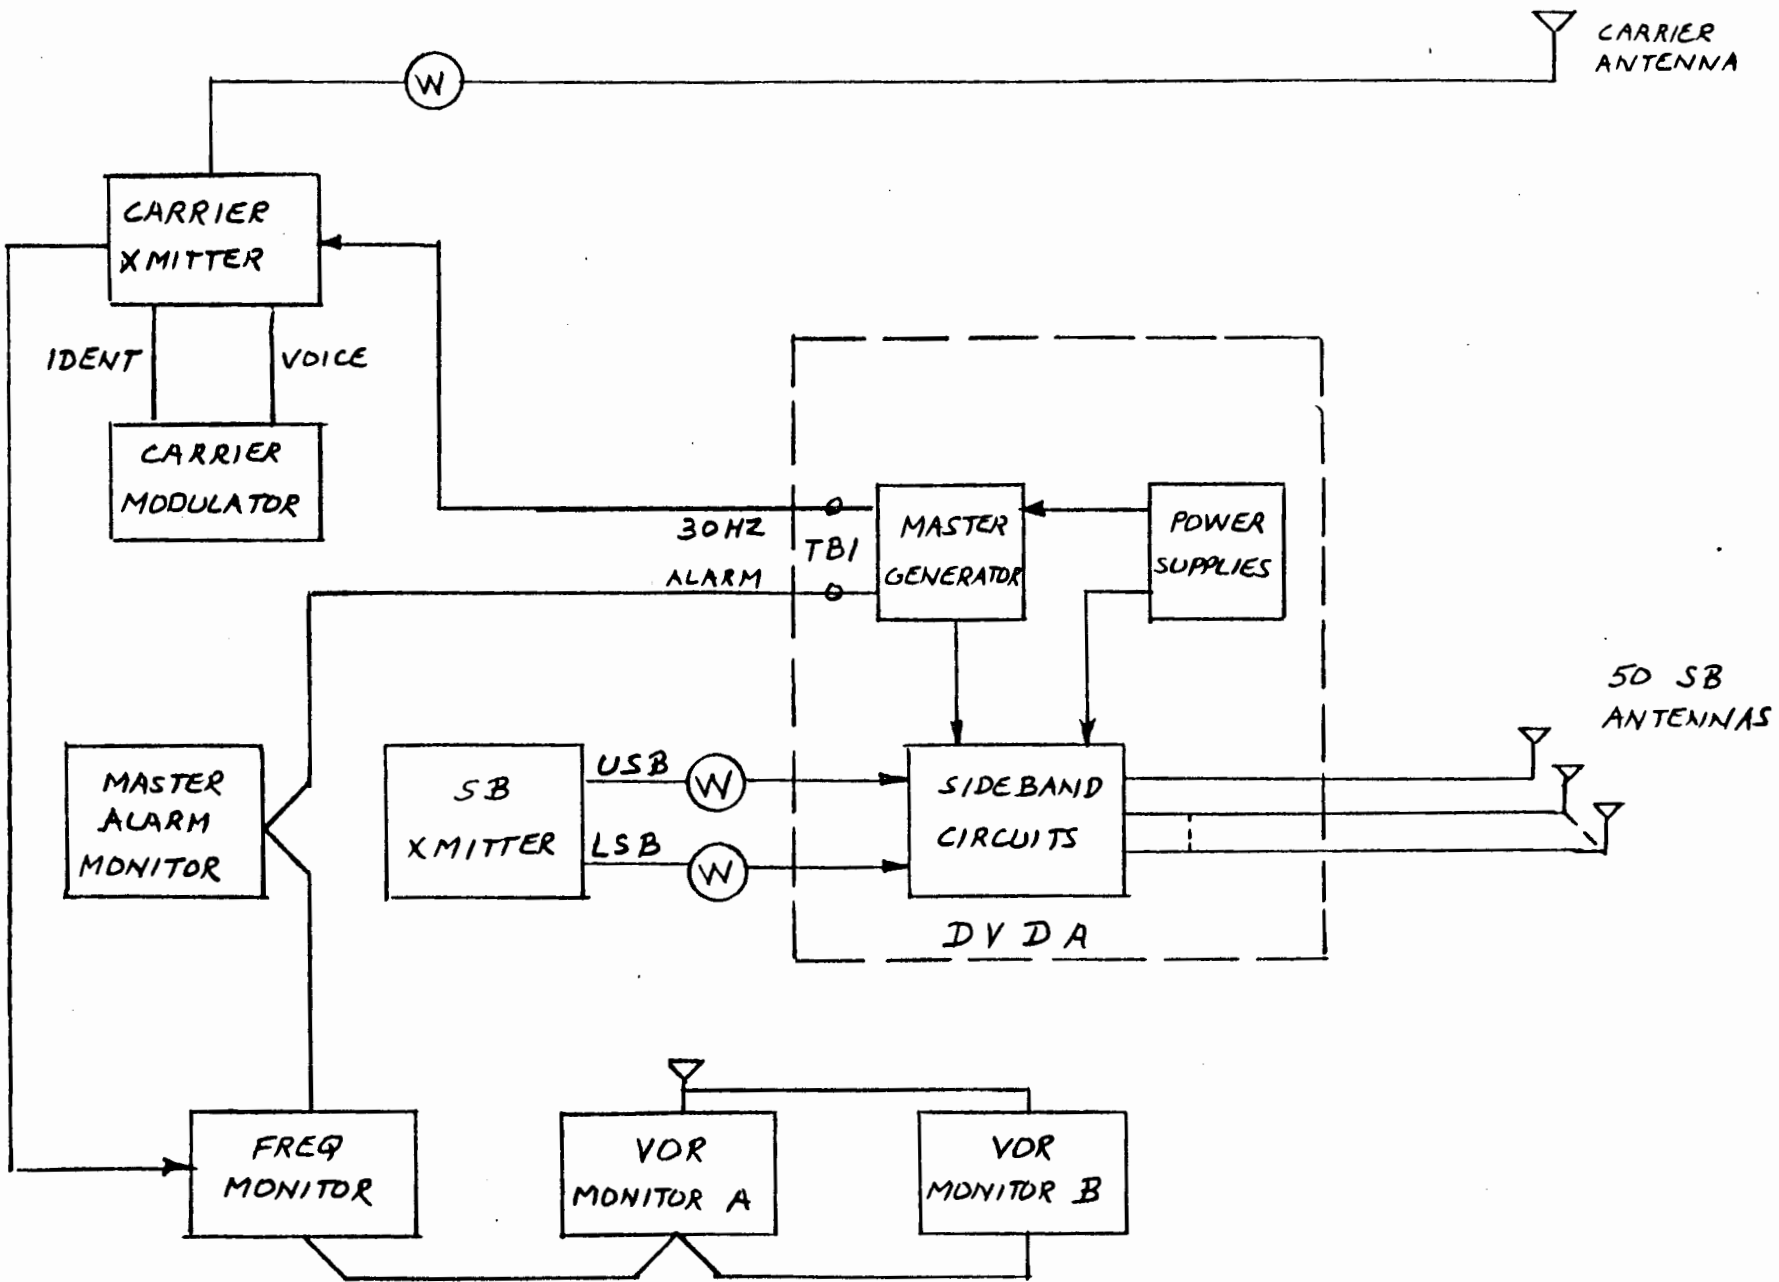 CARRIER
ANTENNA
W
CARRIER
XMITTER
IDENT
VOICE
CARRIER
MODULATOR
30HZ
TB1
ALARM
MASTER
GENERATOR
POWER
SUPPLIES
50 SB
ANTENNAS
MASTER
ALARM
MONITOR
SB
XMITTER
USB
W
LSB
W
SIDEBAND
CIRCUITS
DVDA
FREQ
MONITOR
VOR
MONITOR A
VOR
MONITOR B